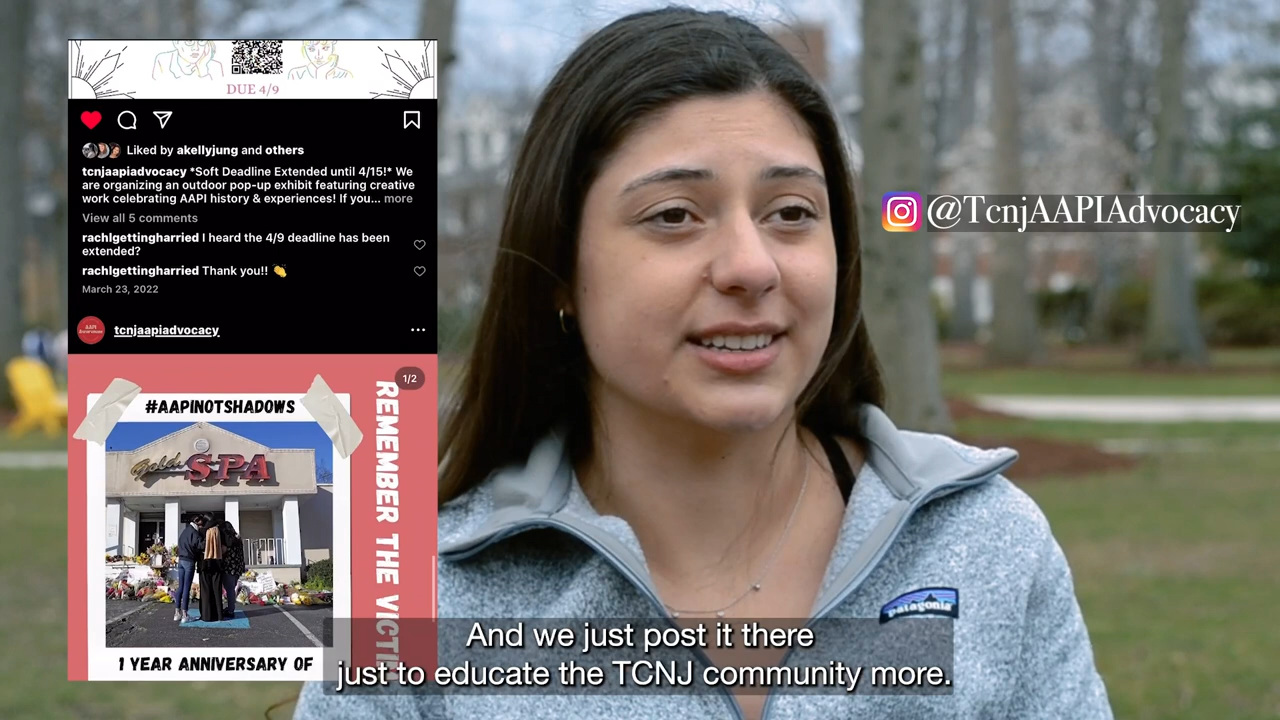 DUE 4/9
Liked by akellyjung and others
tcnjaapiadvocacy *Soft Deadline Extended until 4/15!* We
are organizing an outdoor pop-up exhibit featuring creative
work celebrating AAPI history & experiences! If you... more
View all 5 comments
rachlgettingharried I heard the 4/9 deadline has been
extended?
rachlgettingharried Thank you!! 👏
March 23, 2022
tcnjaapiadvocacy
1/2
#AAPINOTSHADOWS
Gold SPA
REMEMBER THE VICTI
1 YEAR ANNIVERSARY OF
@TcnjAAPIAdvocacy
patagonia
And we just post it there
just to educate the TCNJ community more.